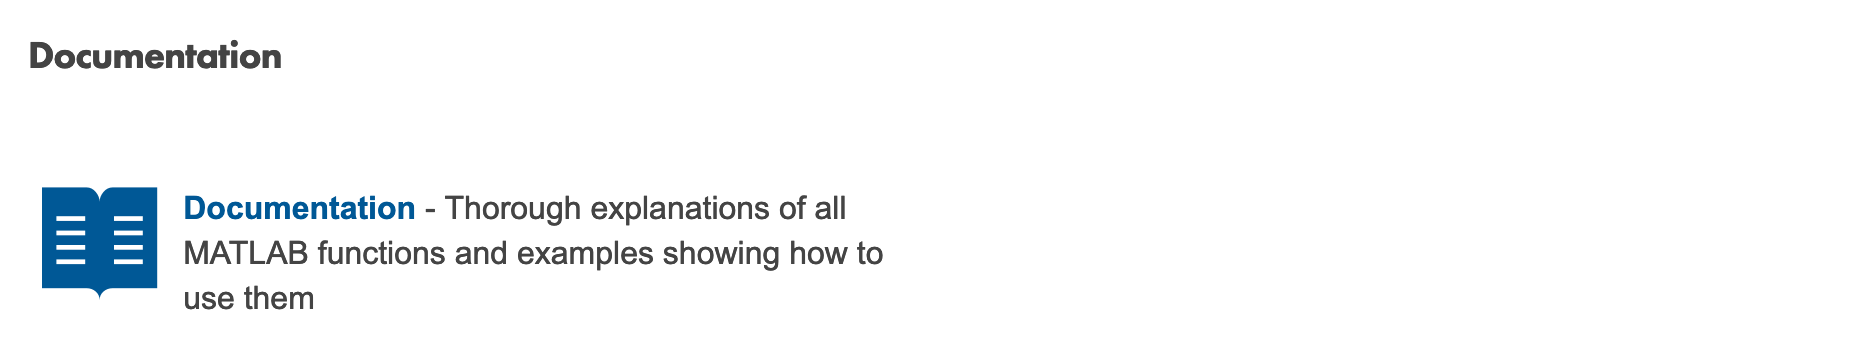 Documentation
Documentation - Thorough explanations of all
MATLAB functions and examples showing how to
use them